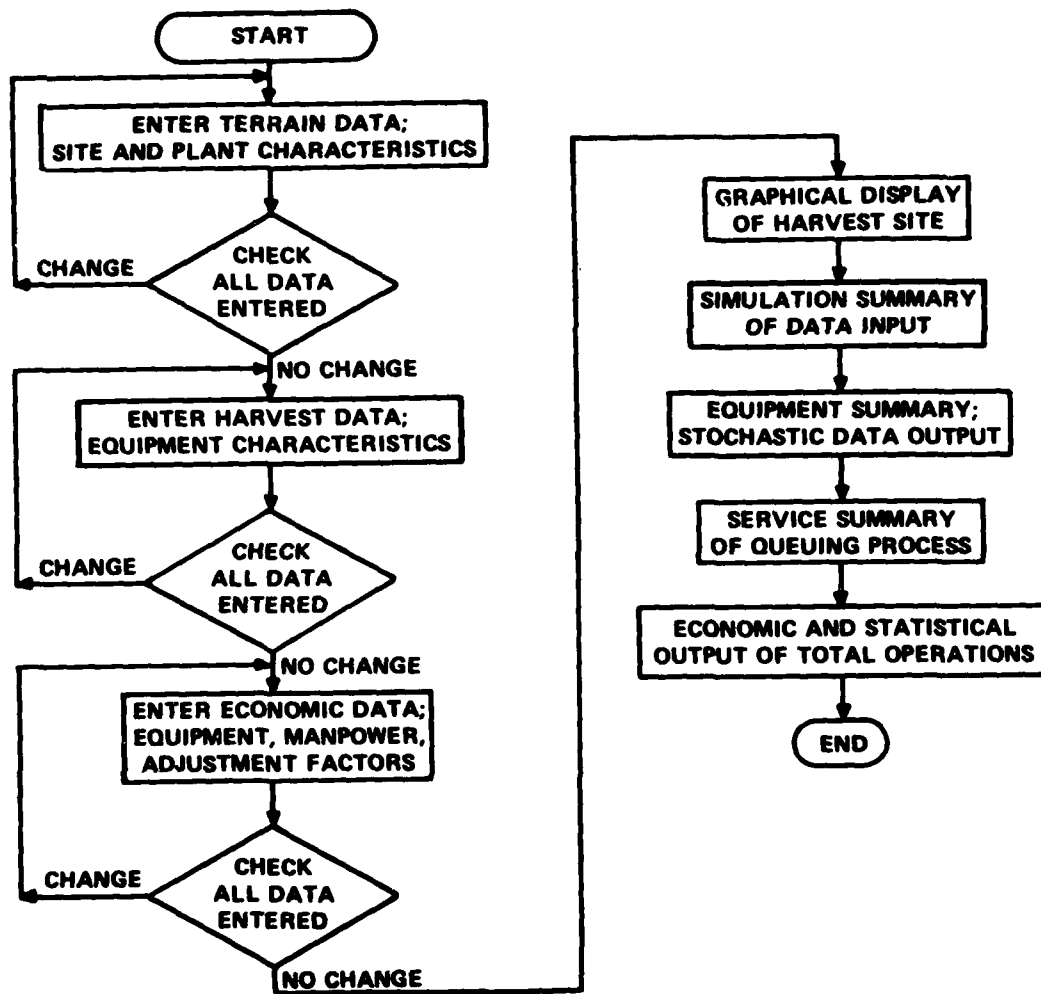 START
ENTER TERRAIN DATA;
SITE AND PLANT CHARACTERISTICS
CHECK
ALL DATA
ENTERED
CHANGE
NO CHANGE
ENTER HARVEST DATA;
EQUIPMENT CHARACTERISTICS
CHECK
ALL DATA
ENTERED
CHANGE
NO CHANGE
ENTER ECONOMIC DATA;
EQUIPMENT, MANPOWER,
ADJUSTMENT FACTORS
CHECK
ALL DATA
ENTERED
CHANGE
NO CHANGE
GRAPHICAL DISPLAY
OF HARVEST SITE
SIMULATION SUMMARY
OF DATA INPUT
EQUIPMENT SUMMARY;
STOCHASTIC DATA OUTPUT
SERVICE SUMMARY
OF QUEUING PROCESS
ECONOMIC AND STATISTICAL
OUTPUT OF TOTAL OPERATIONS
END